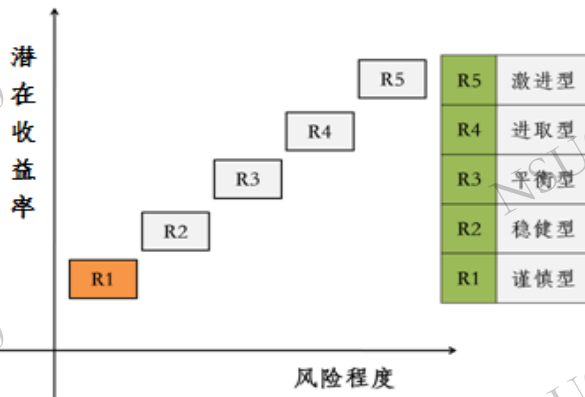 潜在收益率
R5
R4
R3
R2
R1
风险程度
R5 激进型
R4 进取型
R3 平衡型
R2 稳健型
R1 谨慎型